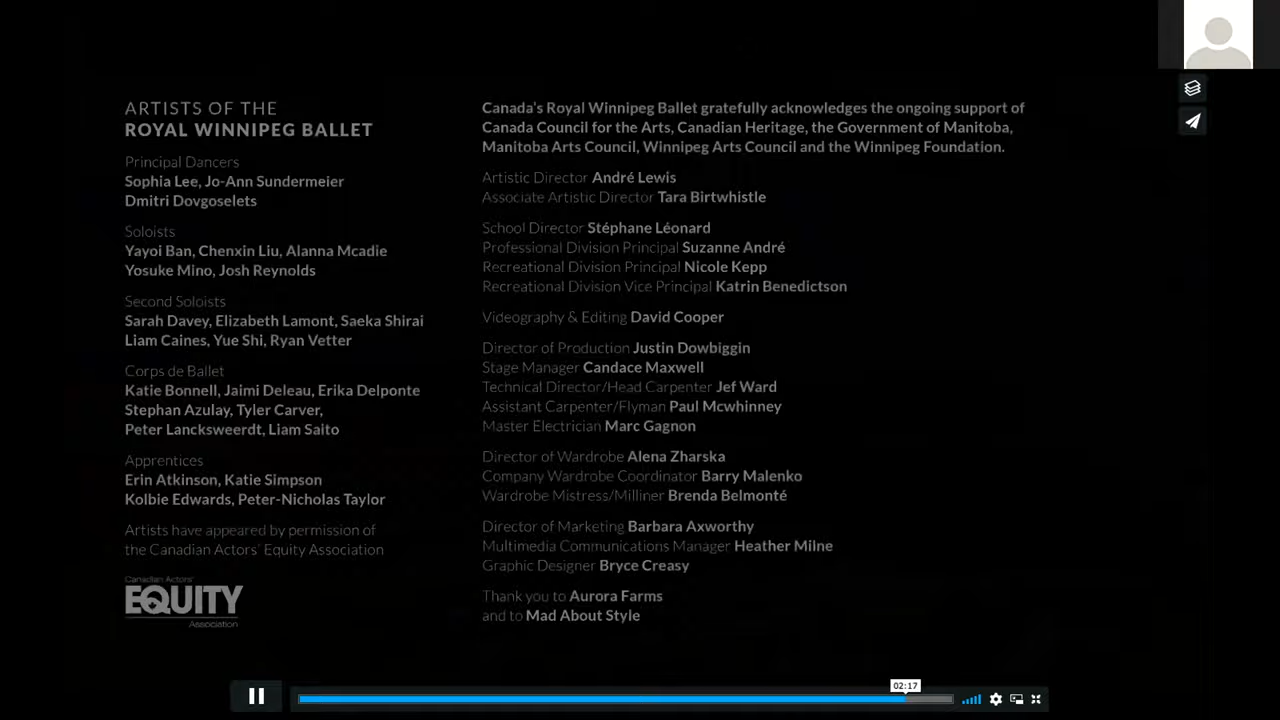 ARTISTS OF THE
ROYAL WINNIPEG BALLET
Principal Dancers
Sophia Lee, Jo-Ann Sundermeier
Dmitri Dovgoselets
Soloists
Yayoi Ban, Chenxin Liu, Alanna Mcadie
Yosuke Mino, Josh Reynolds
Second Soloists
Sarah Davey, Elizabeth Lamont, Saeka Shirai
Liam Caines, Yue Shi, Ryan Vetter
Corps de Ballet
Katie Bonnell, Jaimi Deleau, Erika Delponte
Stephan Azulay, Tyler Carver,
Peter Lancksweerdt, Liam Saito
Apprentices
Erin Atkinson, Katie Simpson
Kolbie Edwards, Peter-Nicholas Taylor
Artists have appeared by permission of
the Canadian Actors' Equity Association
Canadian Actors'
EQUITY
Association
Canada's Royal Winnipeg Ballet gratefully acknowledges the ongoing support of
Canada Council for the Arts, Canadian Heritage, the Government of Manitoba,
Manitoba Arts Council, Winnipeg Arts Council and the Winnipeg Foundation.
Artistic Director André Lewis
Associate Artistic Director Tara Birtwhistle
School Director Stéphane Léonard
Professional Division Principal Suzanne André
Recreational Division Principal Nicole Kepp
Recreational Division Vice Principal Katrin Benedictson
Videography & Editing David Cooper
Director of Production Justin Dowbiggin
Stage Manager Candace Maxwell
Technical Director/Head Carpenter Jef Ward
Assistant Carpenter/Flyman Paul Mcwhinney
Master Electrician Marc Gagnon
Director of Wardrobe Alena Zharska
Company Wardrobe Coordinator Barry Malenko
Wardrobe Mistress/Milliner Brenda Belmonté
Director of Marketing Barbara Axworthy
Multimedia Communications Manager Heather Milne
Graphic Designer Bryce Creasy
Thank you to Aurora Farms
and to Mad About Style
02:17